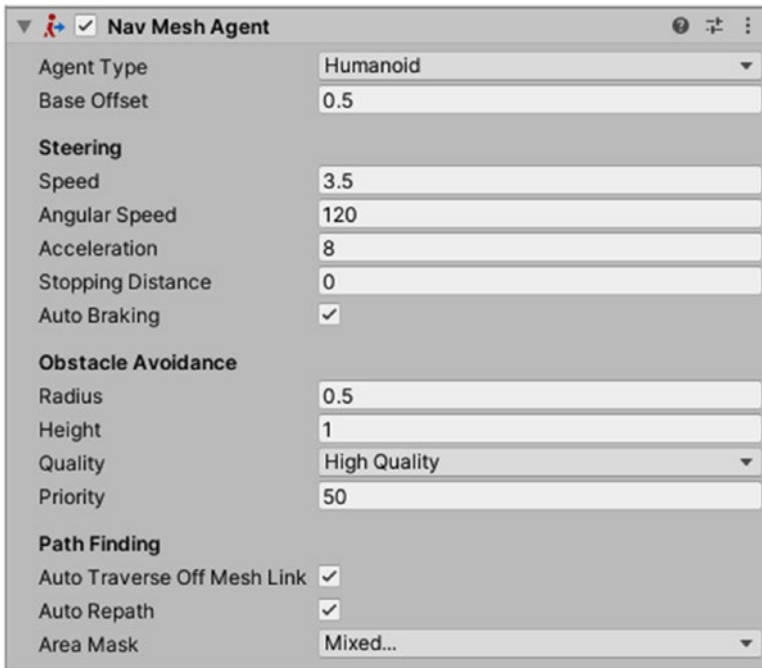 Nav Mesh Agent
Agent Type Humanoid
Base Offset 0.5
Steering
Speed 3.5
Angular Speed 120
Acceleration 8
Stopping Distance 0
Auto Braking
Obstacle Avoidance
Radius 0.5
Height 1
Quality High Quality
Priority 50
Path Finding
Auto Traverse Off Mesh Link
Auto Repath
Area Mask Mixed...